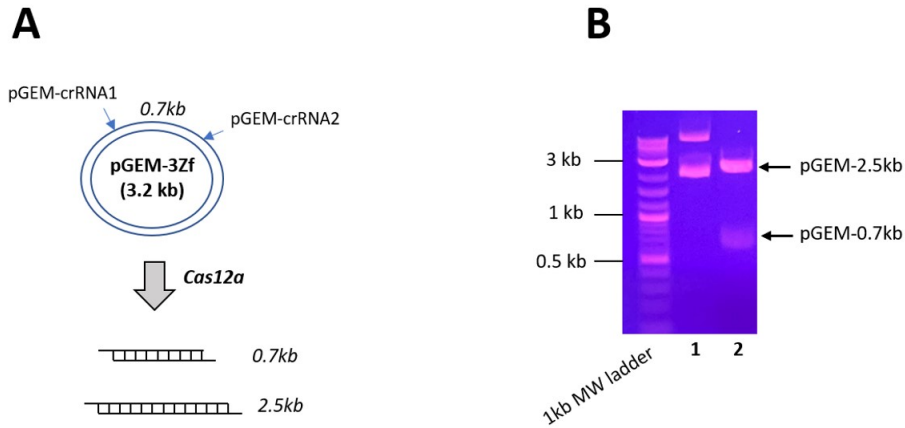 A
pGEM-crRNA1
0.7kb
pGEM-crRNA2
pGEM-3Zf
(3.2 kb)
Cas12a
0.7kb
2.5kb
B
3 kb
pGEM-2.5kb
1 kb
pGEM-0.7kb
0.5 kb
1 2
1kb MW ladder